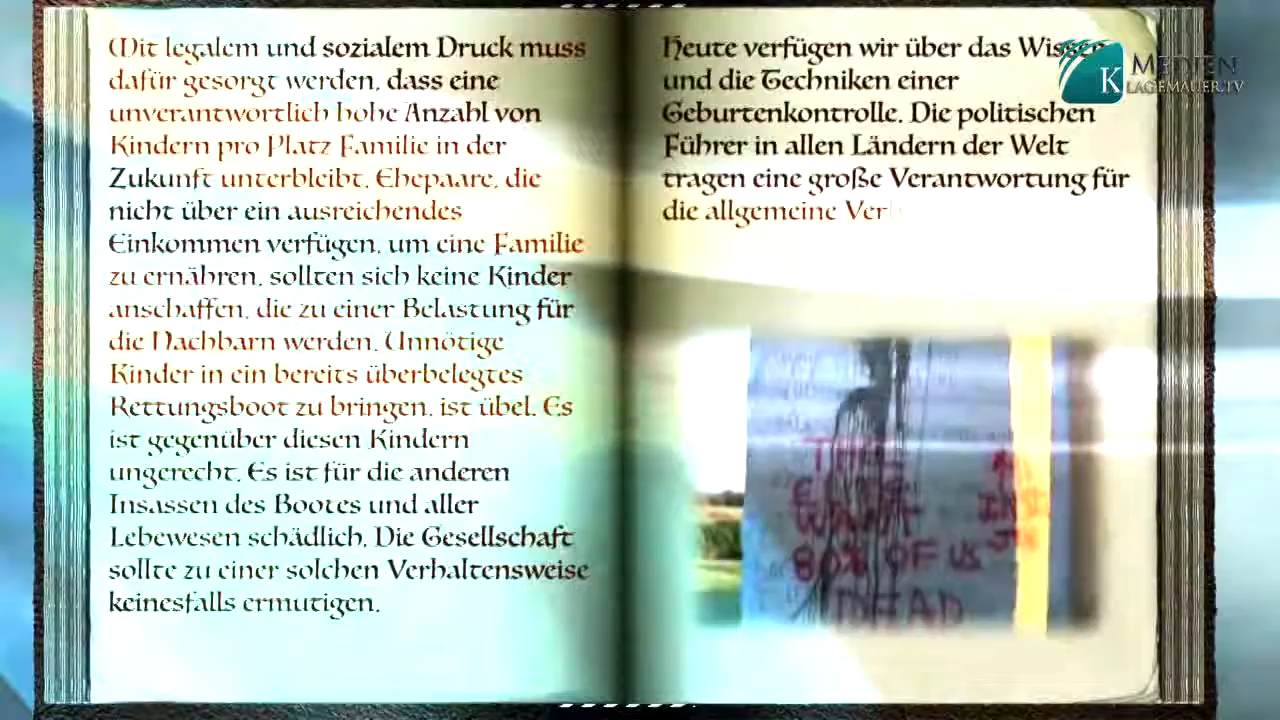 Mit legalem und sozialem Druck muss
dafür gesorgt werden, dass eine
unverantwortlich hohe Anzahl von
Kindern pro Platz Familie in der
Zukunft unterbleibt. Ehepaare, die
nicht über ein ausreichendes
Einkommen verfügen, um eine Familie
zu ernähren, sollten sich keine Kinder
anschaffen, die zu einer Belastung für
die Nachbarn werden. Unnötige
Kinder in ein bereits überbelegtes
Rettungsboot zu bringen, ist übel. Es
ist gegenüber diesen Kindern
ungerecht. Es ist für die anderen
Insassen des Bootes und aller
Lebewesen schädlich. Die Gesellschaft
sollte zu einer solchen Verhaltensweise
keinesfalls ermutigen.
Heute verfügen wir über das Wissen
und die Techniken einer
Geburtenkontrolle. Die politischen
Führer in allen Ländern der Welt
tragen eine große Verantwortung für
die allgemeine
K MEDIEN
KLAGEMAUER.TV
WANT
80% OF US
DEAD